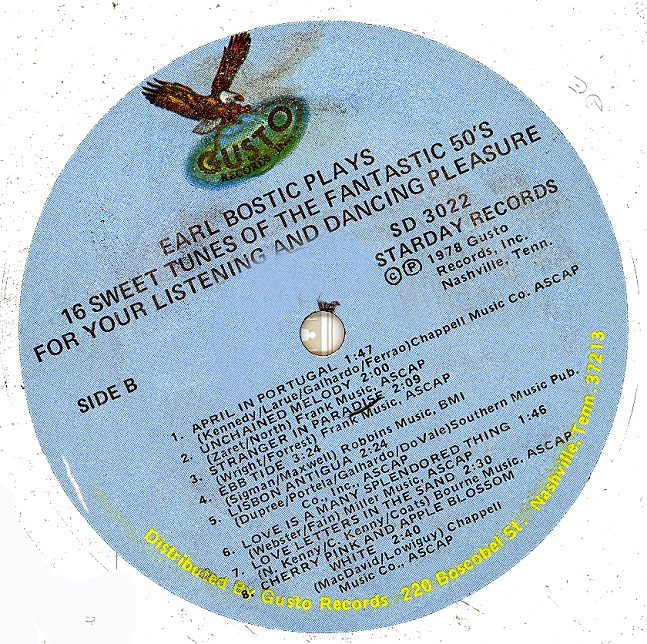 GUSTO
RECORDS INC.
EARL BOSTIC PLAYS
16 SWEET TUNES OF THE FANTASTIC 50'S
FOR YOUR LISTENING AND DANCING PLEASURE
SD 3022
STARDAY RECORDS
© ℗ 1978 Gusto
Records, Inc.
Nashville, Tenn.
SIDE B
1. APRIL IN PORTUGAL 1:47
(Kennedy/Larue/Galhardo/Ferrao)Chappell Music Co. ASCAP
2. UNCHAINED MELODY 2:00
(Zaret/North) Frank Music, ASCAP
3. STRANGER IN PARADISE 2:09
(Wright/Forrest) Frank Music. ASCAP
4. EBB TIDE 3:24
(Sigman/Maxwell) Robbins Music, BMI
5. LISBON ANTIGUA 2:24
(Dupree/Portela/Galhardo/DoVale)Southern Music Pub.
Co., Inc., ASCAP
6. LOVE IS A MANY SPLENDORED THING 1:46
(Webster/Fain) Miller Music, ASCAP
7. LOVE LETTERS IN THE SAND 2:30
(N. Kenny/C. Kenny/Coats) Bourne Music. ASCAP
8. CHERRY PINK AND APPLE BLOSSOM
WHITE 2:40
(MacDavid/Lowiguy) Chappell
Music Co., ASCAP
Distributed By Gusto Records - 220 Boscobel St. - Nashville, Tenn. 37213